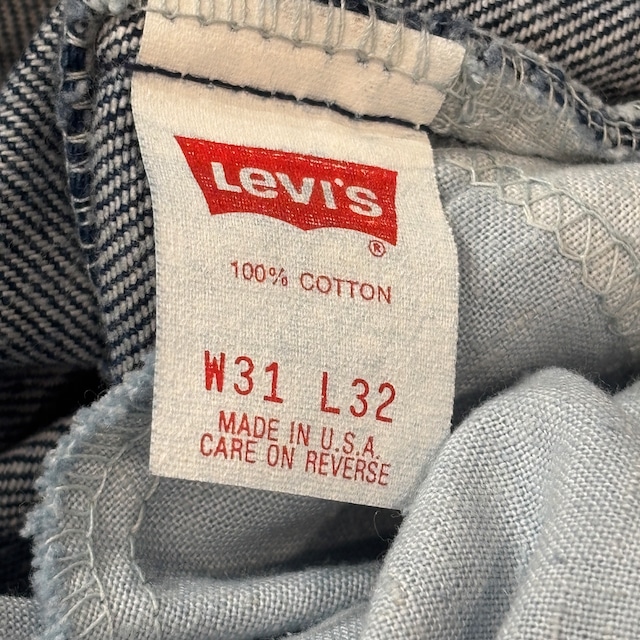 Levi's
®
100% COTTON
W31 L32
MADE IN U.S.A.
CARE ON REVERSE